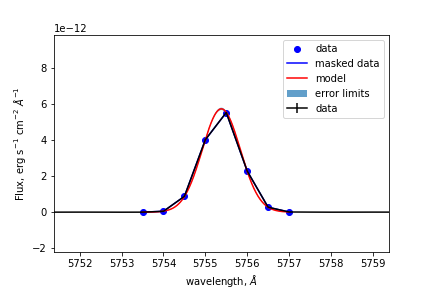 1e−12
data
masked data
model
error limits
data
8
6
4
2
0
−2
Flux, erg s⁻¹ cm⁻² Å⁻¹
5752 5753 5754 5755 5756 5757 5758 5759
wavelength, Å